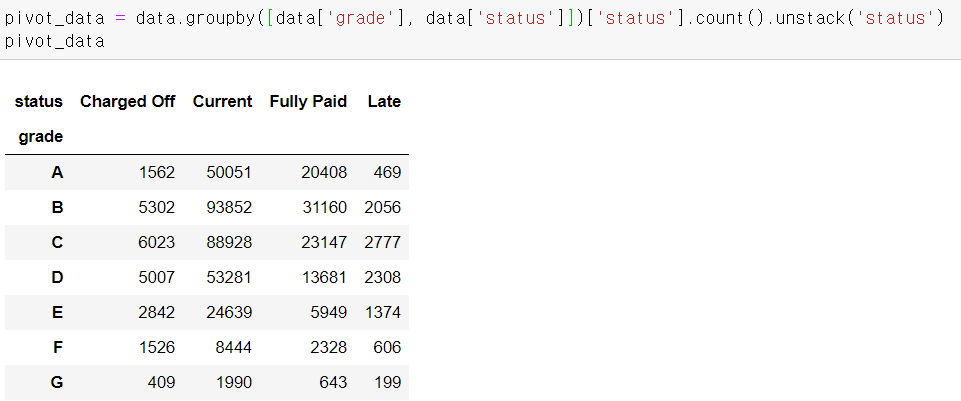 pivot_data = data.groupby([data['grade'], data['status']])['status'].count().unstack('status')
pivot_data
status Charged Off Current Fully Paid Late
grade
A 1562 50051 20408 469
B 5302 93852 31160 2056
C 6023 88928 23147 2777
D 5007 53281 13681 2308
E 2842 24639 5949 1374
F 1526 8444 2328 606
G 409 1990 643 199